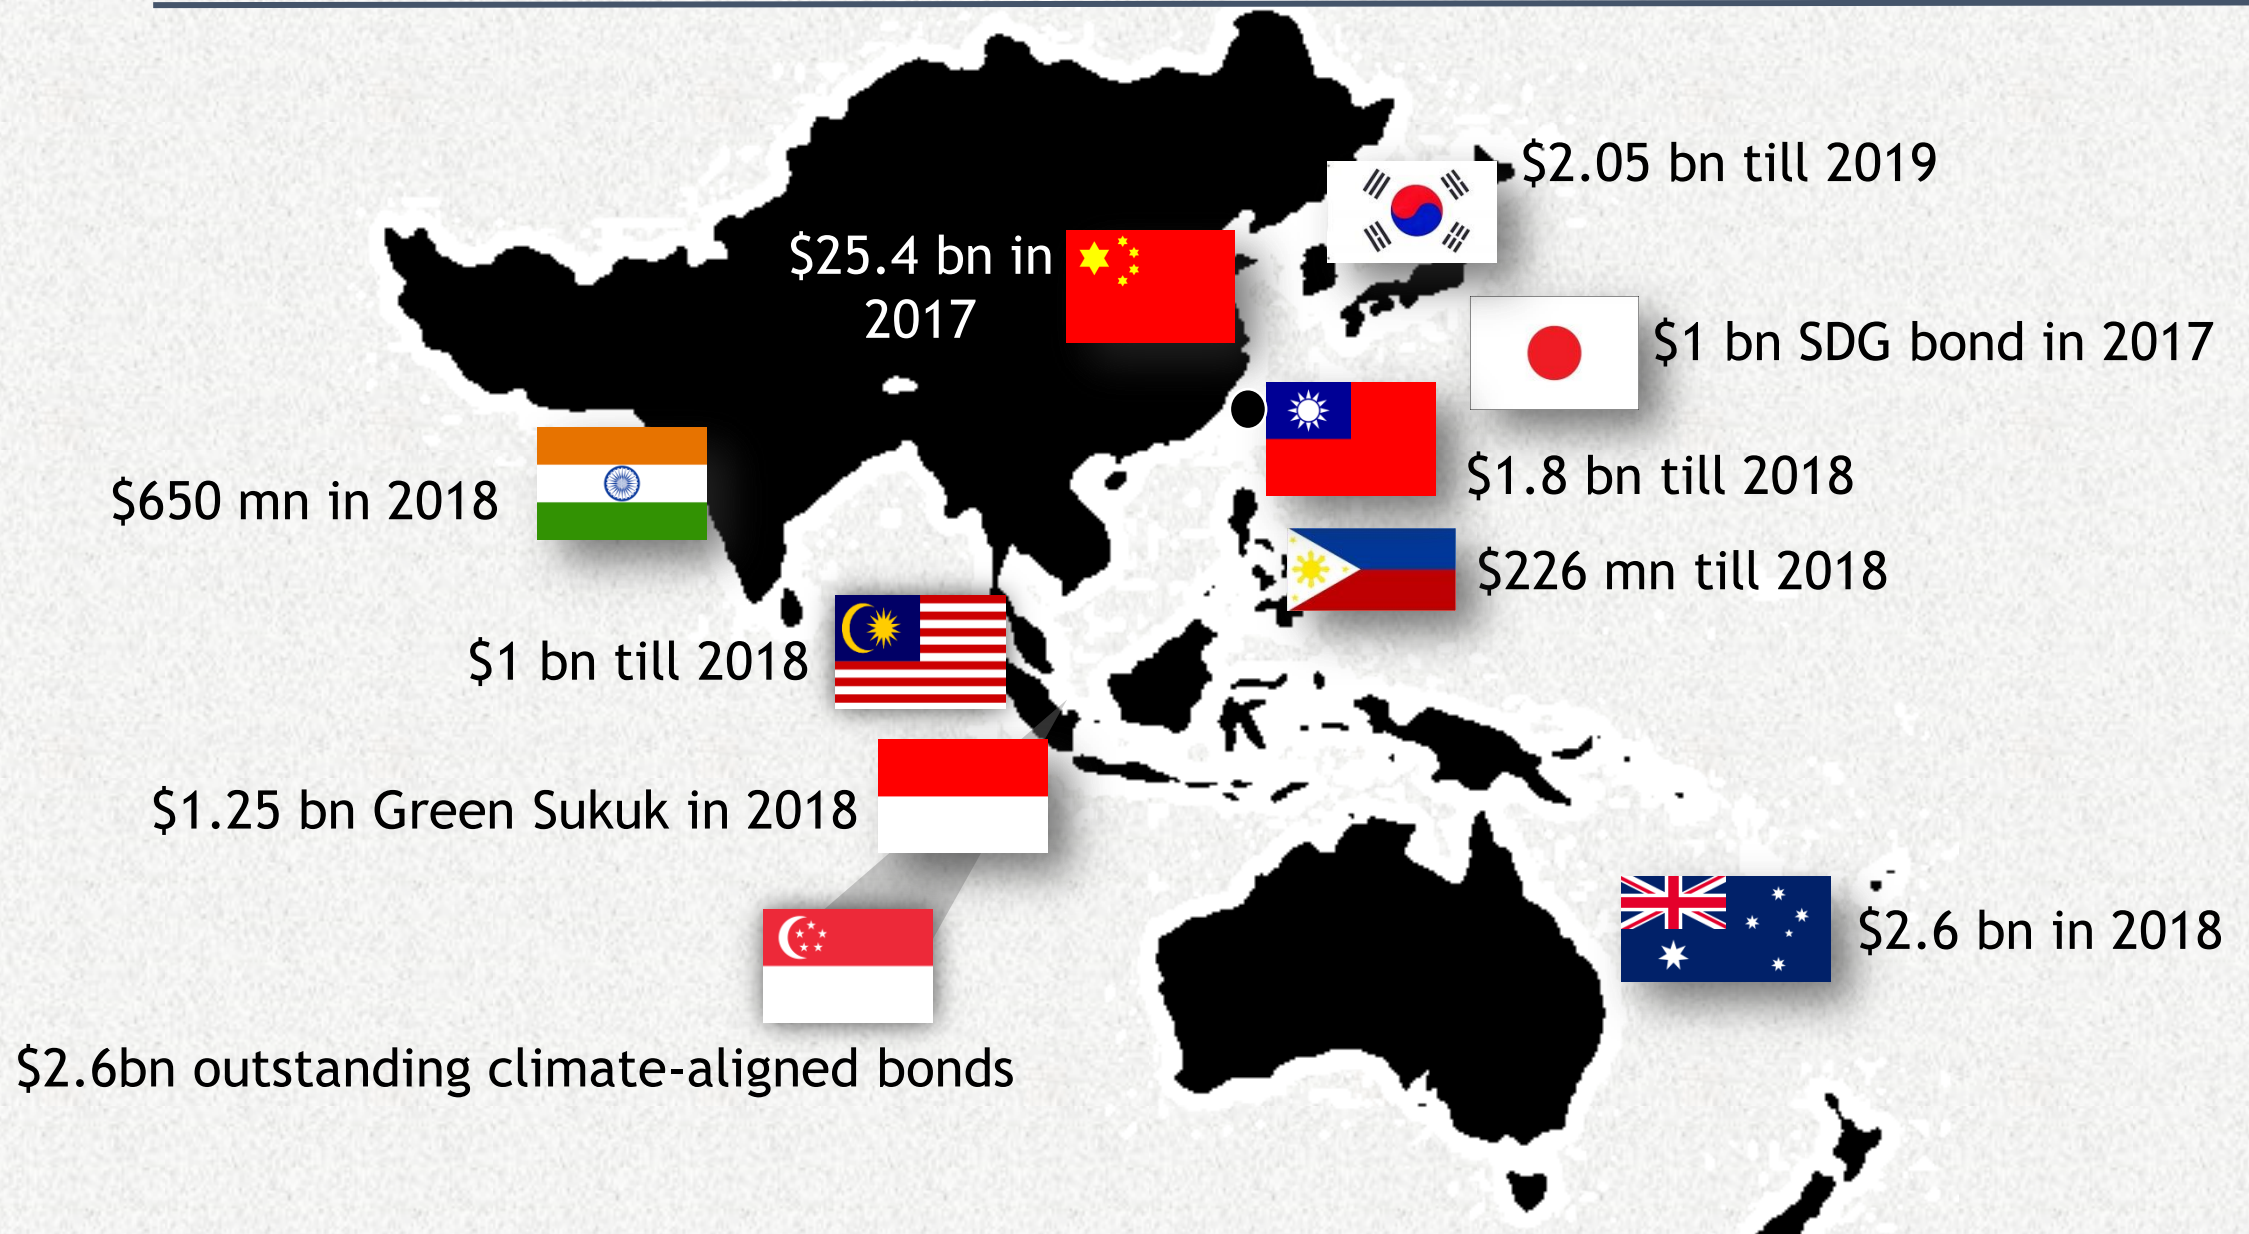 $2.05 bn till 2019
$25.4 bn in
2017
$1 bn SDG bond in 2017
$650 mn in 2018
$1.8 bn till 2018
$226 mn till 2018
$1 bn till 2018
$1.25 bn Green Sukuk in 2018
$2.6 bn in 2018
$2.6bn outstanding climate-aligned bonds